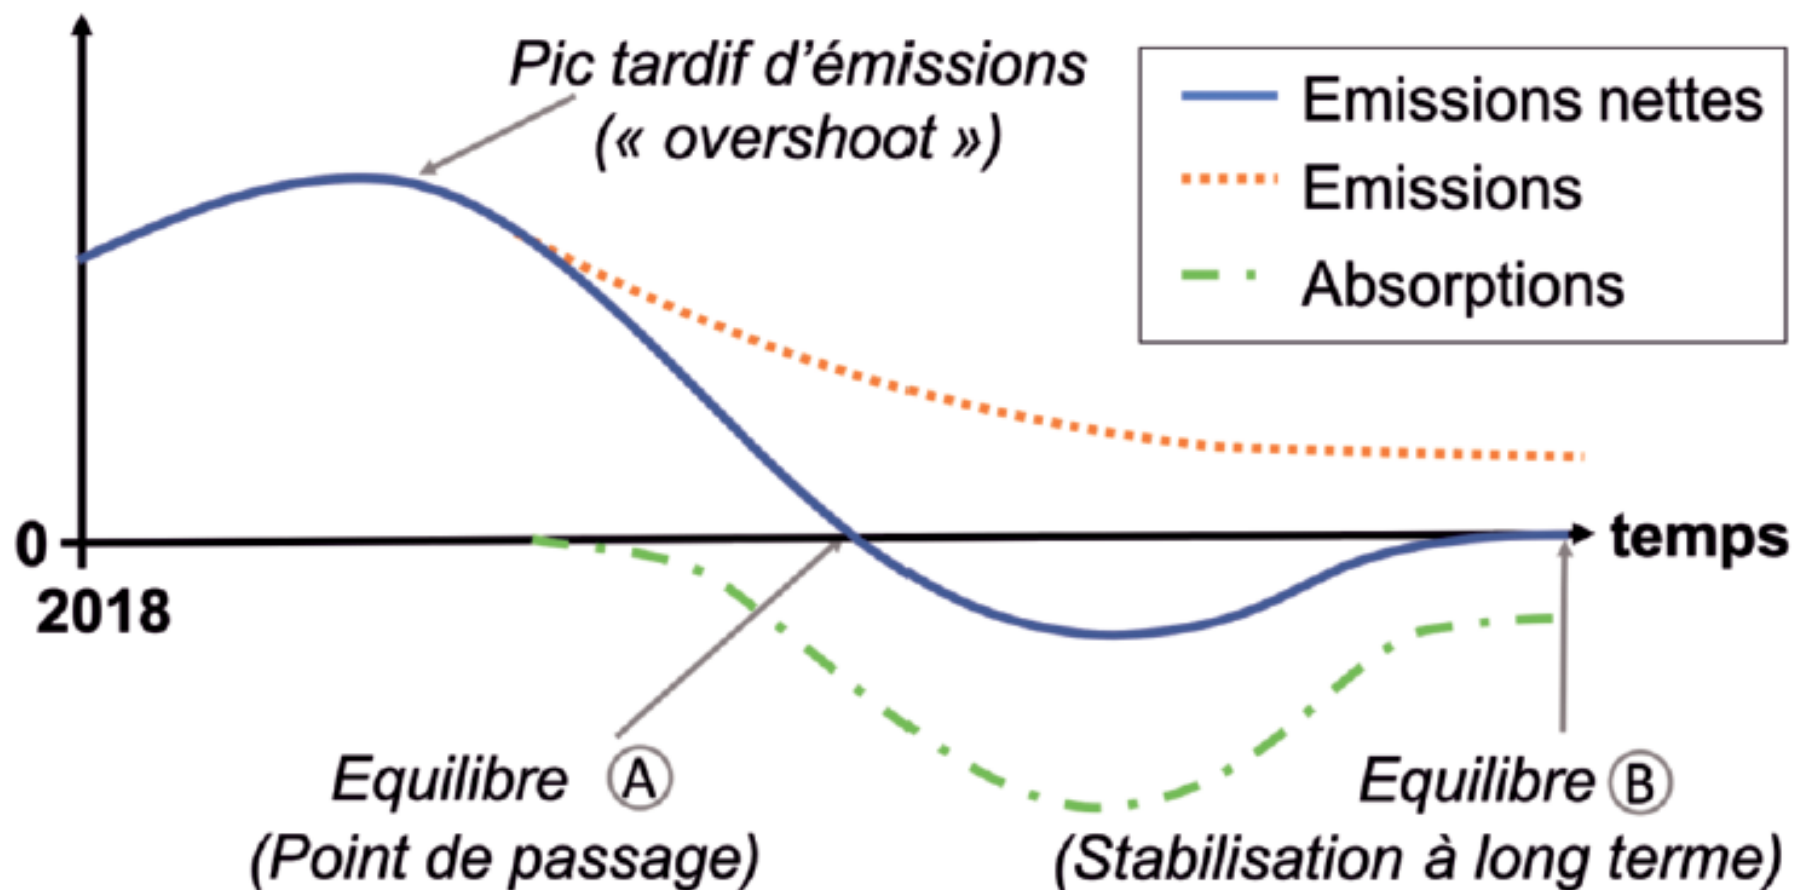 Pic tardif d'émissions
(« overshoot »)
Emissions nettes
Emissions
Absorptions
0
temps
2018
Equilibre A
(Point de passage)
Equilibre B
(Stabilisation à long terme)